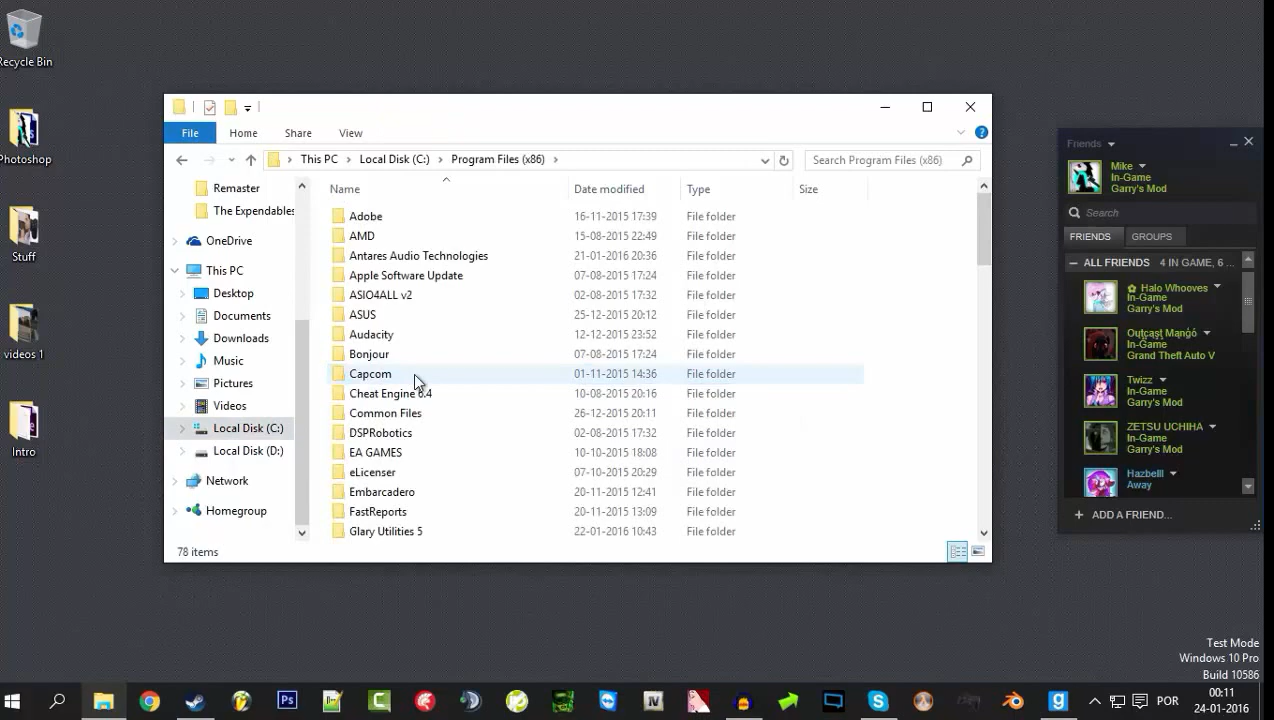 Recycle Bin
Photoshop
Stuff
videos 1
Intro
File
Home
Share
View
This PC
Local Disk (C:)
Program Files (x86)
Search Program Files (x86)
Remaster
The Expendables
OneDrive
This PC
Desktop
Documents
Downloads
Music
Pictures
Videos
Local Disk (C:)
Local Disk (D:)
Network
Homegroup
Name Date modified Type Size
Adobe 16-11-2015 17:39 File folder
AMD 15-08-2015 22:49 File folder
Antares Audio Technologies 21-01-2016 20:36 File folder
Apple Software Update 07-08-2015 17:24 File folder
ASIO4ALL v2 02-08-2015 17:32 File folder
ASUS 25-12-2015 20:12 File folder
Audacity 12-12-2015 23:52 File folder
Bonjour 07-08-2015 17:24 File folder
Capcom 01-11-2015 14:36 File folder
Cheat Engine 6.4 10-08-2015 20:16 File folder
Common Files 26-12-2015 20:11 File folder
DSPRobotics 02-08-2015 17:32 File folder
EA GAMES 10-10-2015 18:08 File folder
eLicenser 07-10-2015 20:29 File folder
Embarcadero 20-11-2015 12:41 File folder
FastReports 20-11-2015 13:09 File folder
Glary Utilities 5 22-01-2016 10:43 File folder
78 items
Friends
Mike
In-Game
Garry's Mod
Search
FRIENDS GROUPS
ALL FRIENDS 4 IN GAME, 6 ...
✿ Halo Whooves
In-Game
Garry's Mod
Outcast Mangó
In-Game
Grand Theft Auto V
Twizz
In-Game
Garry's Mod
ZETSU UCHIHA
In-Game
Garry's Mod
Hazbelll
Away
+ ADD A FRIEND...
Test Mode
Windows 10 Pro
Build 10586
Ps
POR
00:11
24-01-2016